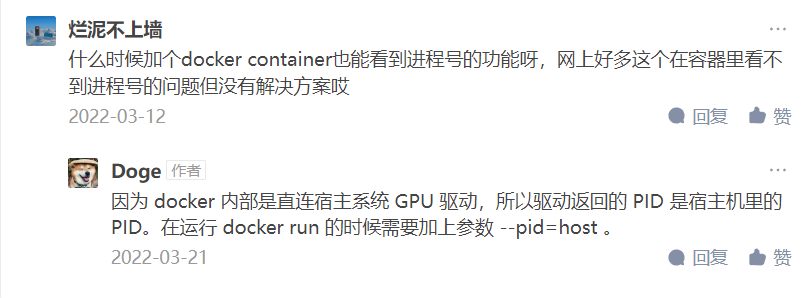 烂泥不上墙
什么时候加个docker container也能看到进程号的功能呀，网上好多这个在容器里看不
到进程号的问题但没有解决方案哎
2022-03-12 回复 赞
Doge 作者
因为 docker 内部是直连宿主系统 GPU 驱动，所以驱动返回的 PID 是宿主机里的
PID。在运行 docker run 的时候需要加上参数 --pid=host 。
2022-03-21 回复 赞